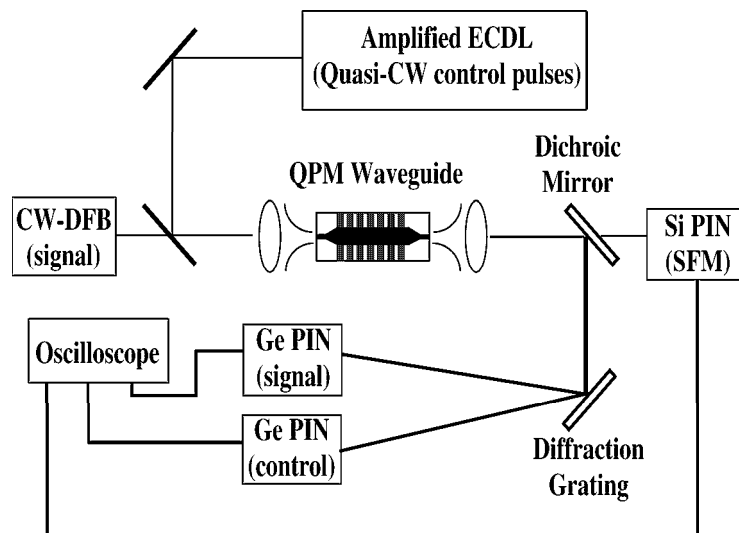 Amplified ECDL
(Quasi-CW control pulses)
Dichroic
Mirror
QPM Waveguide
CW-DFB
(signal)
Si PIN
(SFM)
Oscilloscope
Ge PIN
(signal)
Ge PIN
(control)
Diffraction
Grating